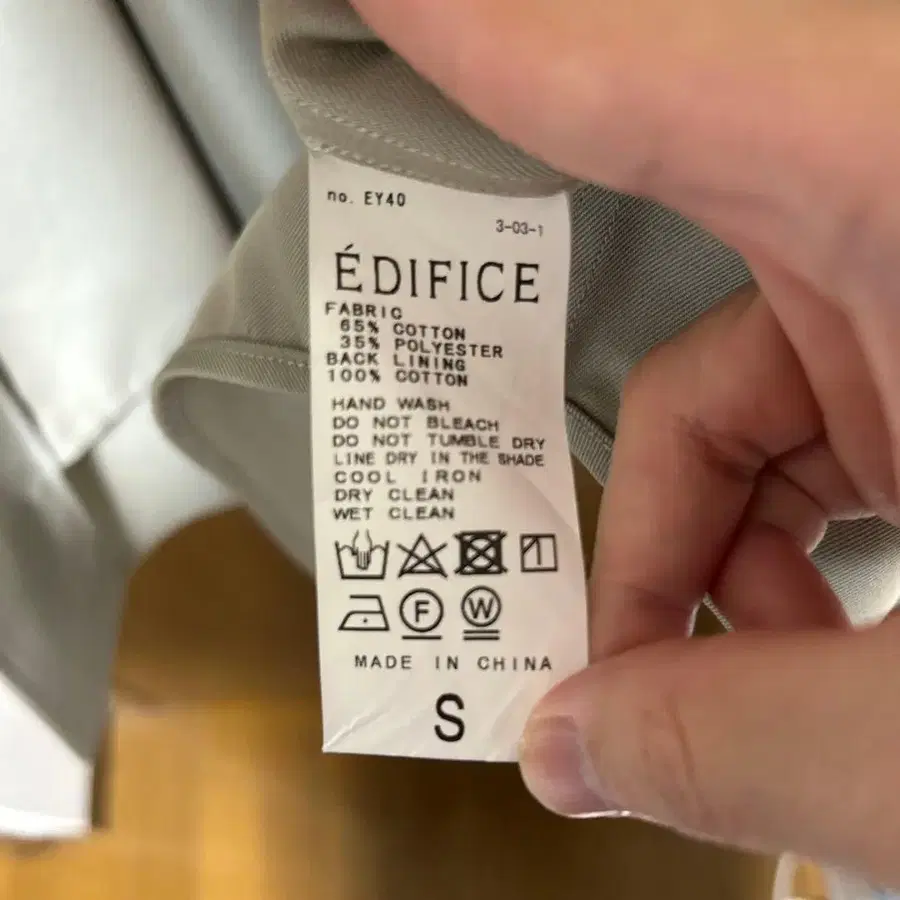 no. EY40
3-03-1
ÉDIFICE
FABRIC
65% COTTON
35% POLYESTER
BACK LINING
100% COTTON
HAND WASH
DO NOT BLEACH
DO NOT TUMBLE DRY
LINE DRY IN THE SHADE
COOL IRON
DRY CLEAN
WET CLEAN
F W
MADE IN CHINA
S